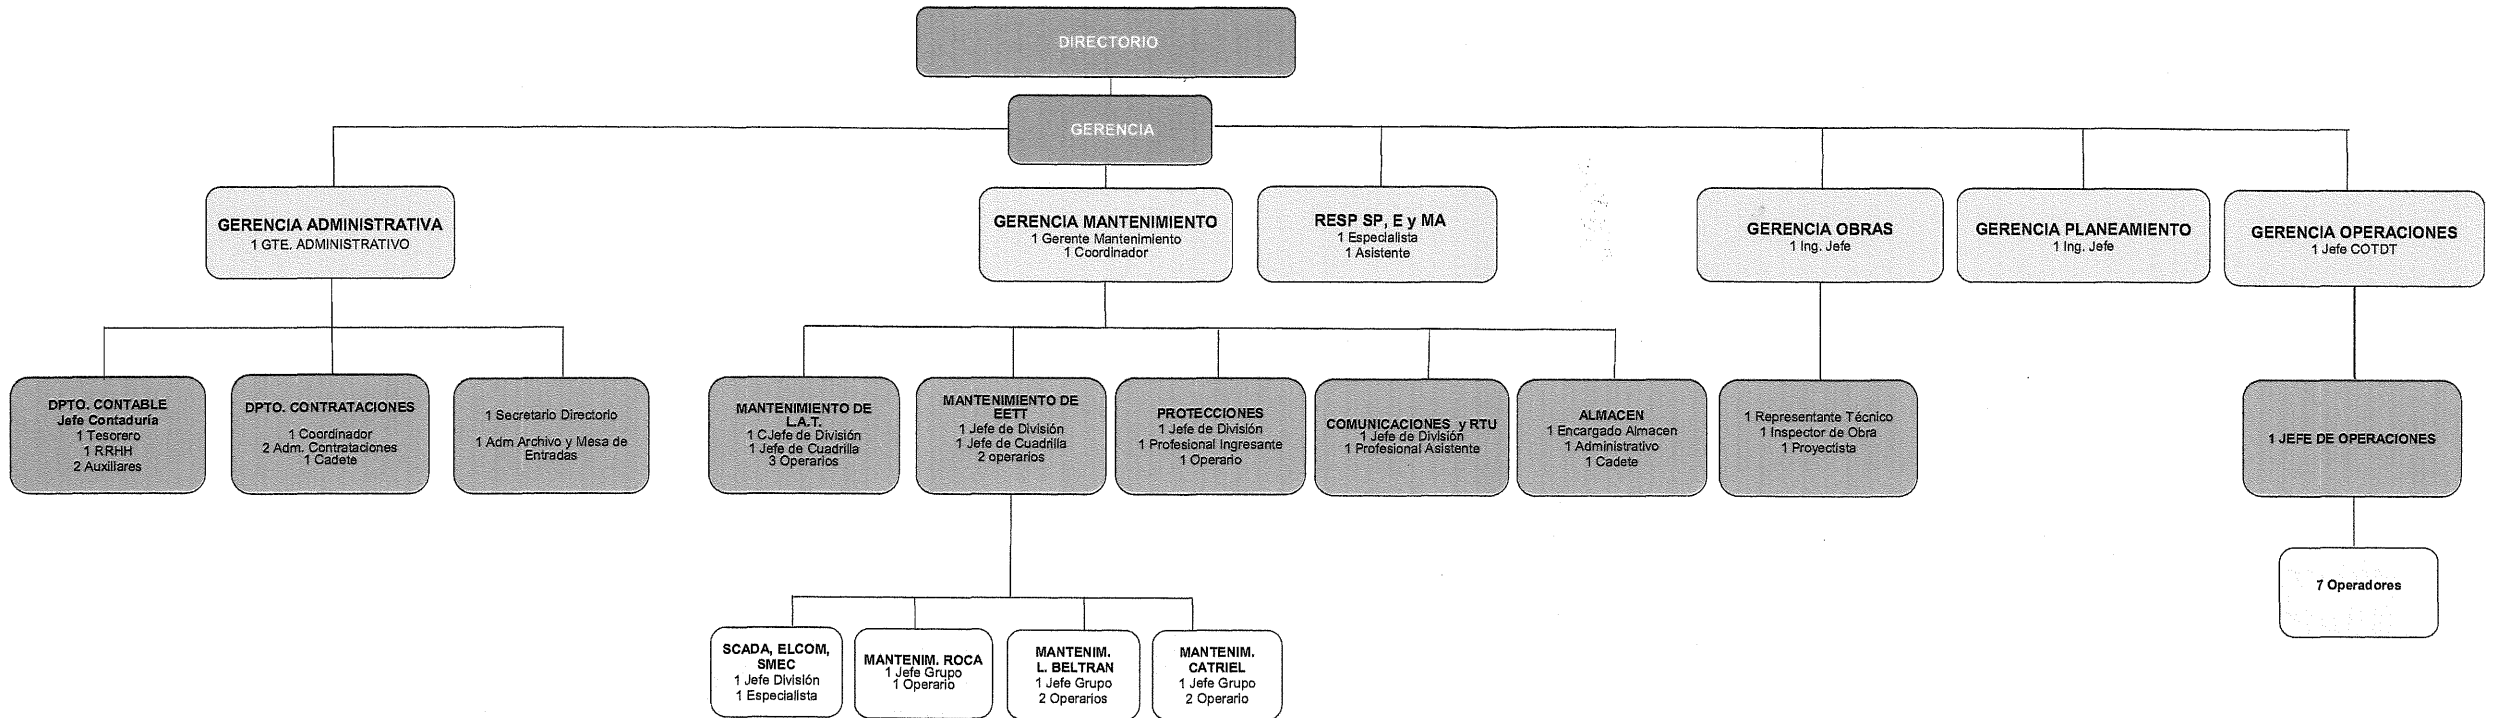 DIRECTORIO
GERENCIA
GERENCIA ADMINISTRATIVA
1 GTE. ADMINISTRATIVO
GERENCIA MANTENIMIENTO
1 Gerente Mantenimiento
1 Coordinador
RESP SP, E y MA
1 Especialista
1 Asistente
GERENCIA OBRAS
1 Ing. Jefe
GERENCIA PLANEAMIENTO
1 Ing. Jefe
GERENCIA OPERACIONES
1 Jefe COTDT
DPTO. CONTABLE
Jefe Contaduría
1 Tesorero
1 RRHH
2 Auxiliares
DPTO. CONTRATACIONES
1 Coordinador
2 Adm. Contrataciones
1 Cadete
1 Secretario Directorio
1 Adm Archivo y Mesa de
Entradas
MANTENIMIENTO DE
L.A.T.
1 CJefe de División
1 Jefe de Cuadrilla
3 Operarios
MANTENIMIENTO DE
EETT
1 Jefe de División
1 Jefe de Cuadrilla
2 operarios
PROTECCIONES
1 Jefe de División
1 Profesional Ingresante
1 Operario
COMUNICACIONES y RTU
1 Jefe de División
1 Profesional Asistente
ALMACEN
1 Encargado Almacen
1 Administrativo
1 Cadete
1 Representante Técnico
1 Inspector de Obra
1 Proyectista
1 JEFE DE OPERACIONES
7 Operadores
SCADA, ELCOM,
SMEC
1 Jefe División
1 Especialista
MANTENIM. ROCA
1 Jefe Grupo
1 Operario
MANTENIM.
L. BELTRAN
1 Jefe Grupo
2 Operarios
MANTENIM.
CATRIEL
1 Jefe Grupo
2 Operario